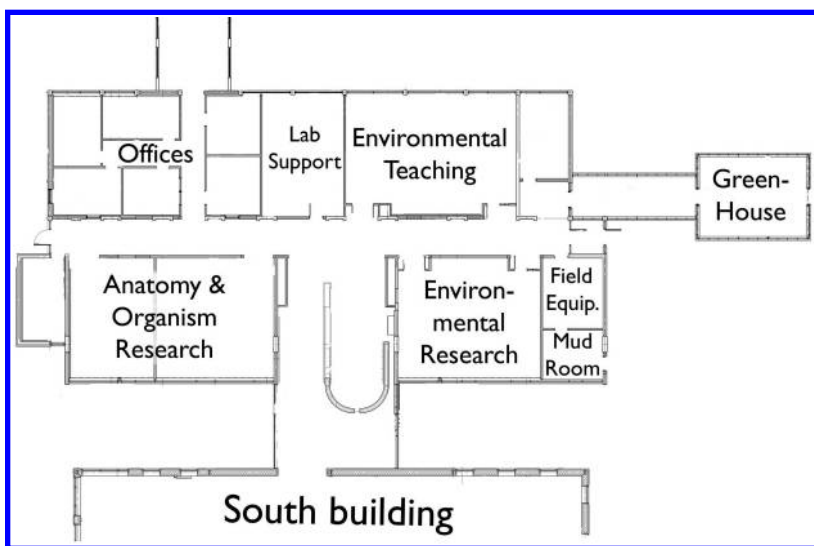 Offices
Lab
Support
Environmental
Teaching
Green-
House
Anatomy &
Organism
Research
Environ-
mental
Research
Field
Equip.
Mud
Room
South building